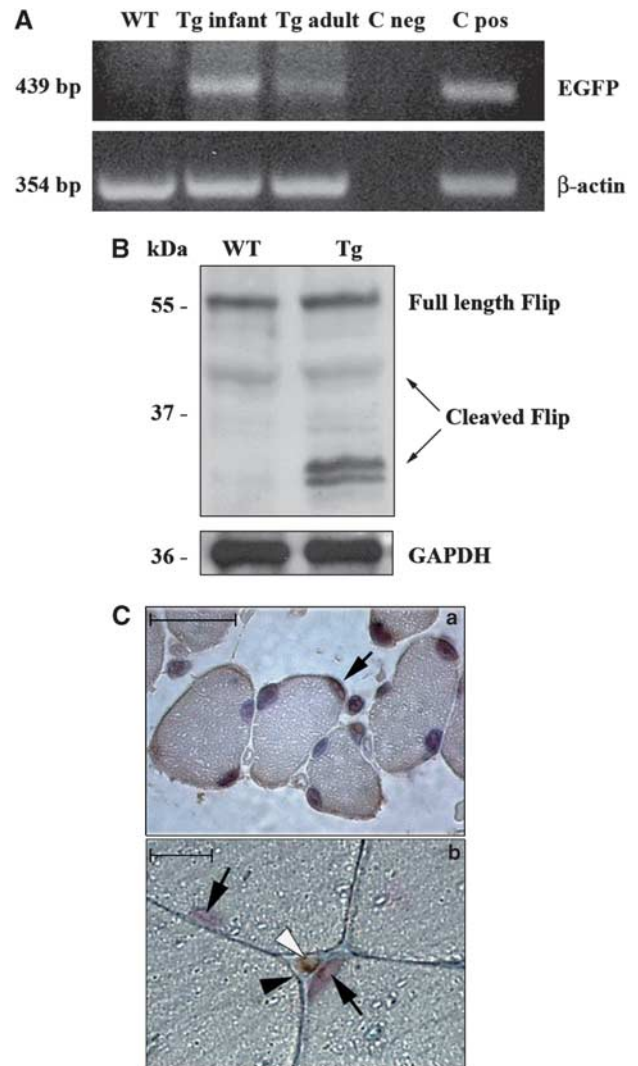 A WT Tg infant Tg adult C neg C pos
439 bp EGFP
354 bp β-actin
B kDa WT Tg
55 - Full length Flip
37 - Cleaved Flip
36 - GAPDH
C a
b